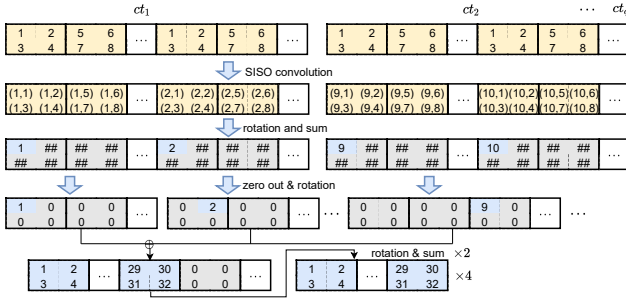 ct1 ct2 ... ct
1 2 5 6 ... 1 2 5 6 ... 1 2 5 6 ... 1 2 5 6 ...
3 4 7 8 3 4 7 8 3 4 7 8 3 4 7 8
SISO convolution
(1,1) (1,2) (1,5) (1,6) ... (2,1) (2,2) (2,5) (2,6) ... (9,1) (9,2) (9,5) (9,6) ... (10,1) (10,2) (10,5) (10,6) ...
(1,3) (1,4) (1,7) (1,8) (2,3) (2,4) (2,7) (2,8) (9,3) (9,4) (9,7) (9,8) (10,3) (10,4) (10,7) (10,8)
rotation and sum
1 ## ## ## ... 2 ## ## ## ... 9 ## ## ## ... 10 ## ## ## ...
## ## ## ## ## ## ## ## ## ## ## ## ## ## ## ##
zero out & rotation
1 0 0 0 ... 0 2 0 0 ... ... 0 0 0 0 ... 9 0 ... ...
0 0 0 0 0 0 0 0 0 0 0 0 0 0
⊕
rotation & sum ×2
1 2 ... 29 30 0 0 ... 1 2 ... 29 30 ×4
3 4 31 32 0 0 3 4 31 32